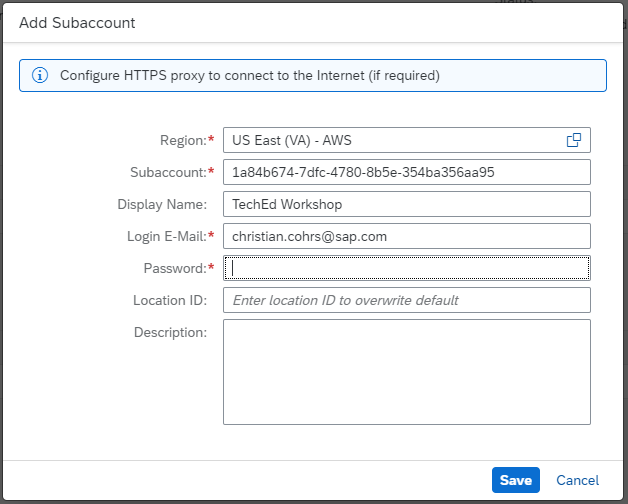 Add Subaccount
Configure HTTPS proxy to connect to the Internet (if required)
Region:* US East (VA) - AWS
Subaccount:* 1a84b674-7dfc-4780-8b5e-354ba356aa95
Display Name: TechEd Workshop
Login E-Mail:* christian.cohrs@sap.com
Password:*
Location ID: Enter location ID to overwrite default
Description:
Save Cancel